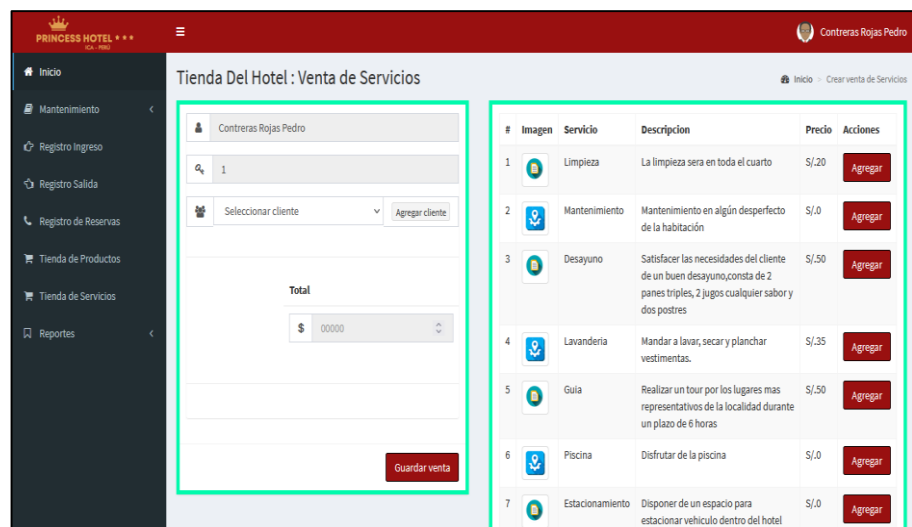 PRINCESS HOTEL ★ ★ ★
ICA - PERÚ
Contreras Rojas Pedro
Inicio
Mantenimiento
Registro Ingreso
Registro Salida
Registro de Reservas
Tienda de Productos
Tienda de Servicios
Reportes
Tienda Del Hotel : Venta de Servicios
Inicio > Crear venta de Servicios
Contreras Rojas Pedro
1
Seleccionar cliente
Agregar cliente
Total
$ 00000
Guardar venta
# Imagen Servicio Descripcion Precio Acciones
1 Limpieza La limpieza sera en toda el cuarto S/.20 Agregar
2 Mantenimiento Mantenimiento en algún desperfecto S/.0 Agregar
de la habitación
3 Desayuno Satisfacer las necesidades del cliente S/.50 Agregar
de un buen desayuno,consta de 2
panes triples, 2 jugos cualquier sabor y
dos postres
4 Lavanderia Mandar a lavar, secar y planchar S/.35 Agregar
vestimentas.
5 Guia Realizar un tour por los lugares mas S/.50 Agregar
representativos de la localidad durante
un plazo de 6 horas
6 Piscina Disfrutar de la piscina S/.0 Agregar
7 Estacionamiento Disponer de un espacio para S/.0 Agregar
estacionar vehiculo dentro del hotel